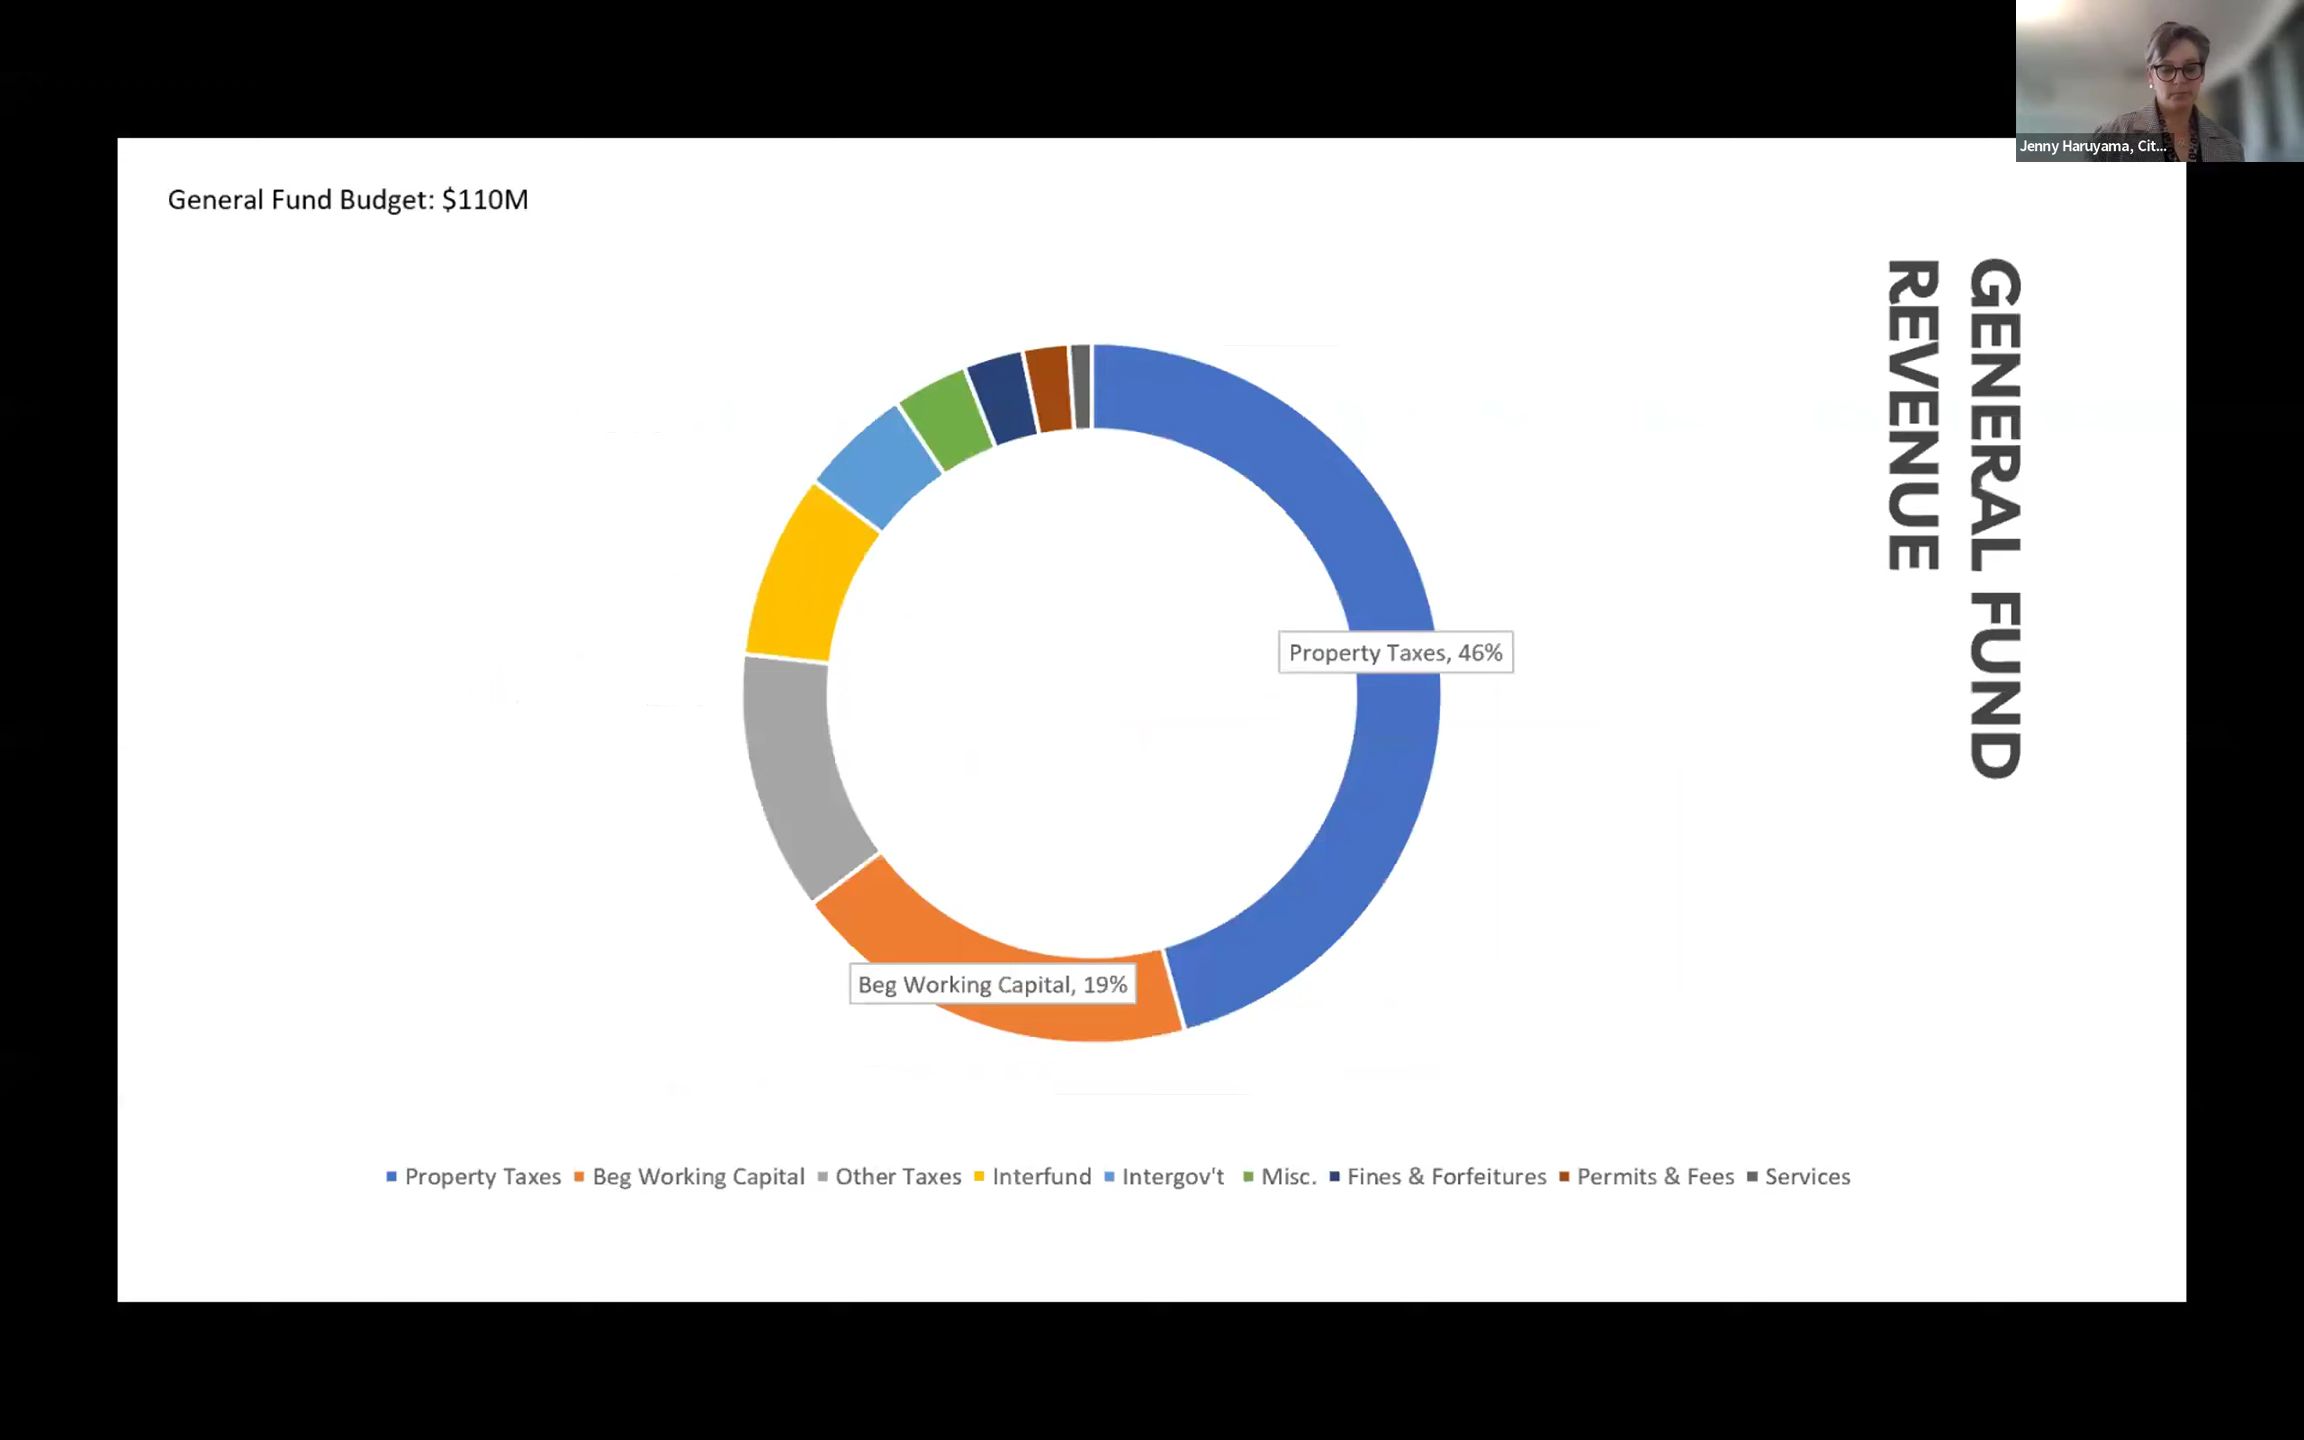 Jenny Haruyama, Cit...
General Fund Budget: $110M
GENERAL FUND
REVENUE
Property Taxes, 46%
Beg Working Capital, 19%
Property Taxes Beg Working Capital Other Taxes Interfund Intergov't Misc. Fines & Forfeitures Permits & Fees Services